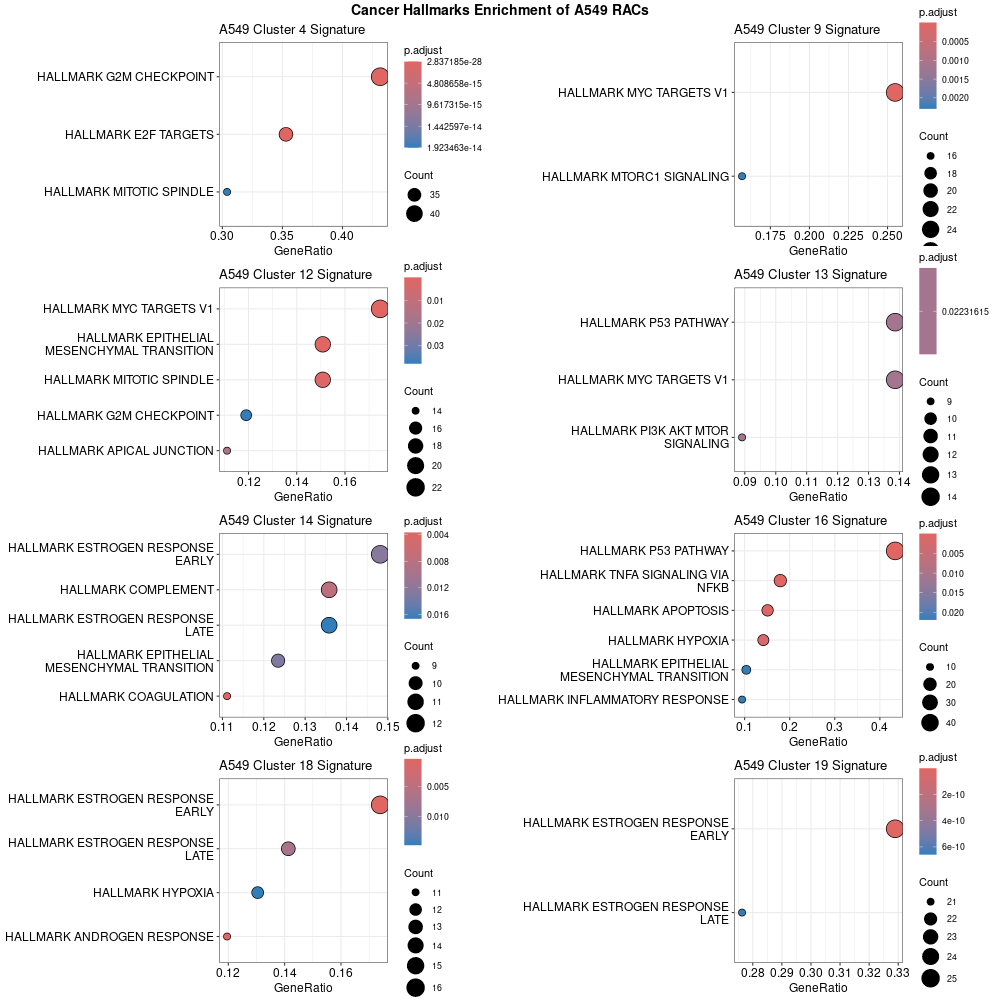 Cancer Hallmarks Enrichment of A549 RACs
A549 Cluster 4 Signature
HALLMARK G2M CHECKPOINT
HALLMARK E2F TARGETS
HALLMARK MITOTIC SPINDLE
0.30 0.35 0.40
GeneRatio
p.adjust
2.837185e-28
4.808658e-15
9.617315e-15
1.442597e-14
1.923463e-14
Count
35
40
A549 Cluster 9 Signature
HALLMARK MYC TARGETS V1
HALLMARK MTORC1 SIGNALING
0.175 0.200 0.225 0.250
GeneRatio
p.adjust
0.0005
0.0010
0.0015
0.0020
Count
16
18
20
22
24
A549 Cluster 12 Signature
HALLMARK MYC TARGETS V1
HALLMARK EPITHELIAL
MESENCHYMAL TRANSITION
HALLMARK MITOTIC SPINDLE
HALLMARK G2M CHECKPOINT
HALLMARK APICAL JUNCTION
0.12 0.14 0.16
GeneRatio
p.adjust
0.01
0.02
0.03
Count
14
16
18
20
22
A549 Cluster 13 Signature
HALLMARK P53 PATHWAY
HALLMARK MYC TARGETS V1
HALLMARK PI3K AKT MTOR
SIGNALING
0.09 0.10 0.11 0.12 0.13 0.14
GeneRatio
p.adjust
0.02231615
Count
9
10
11
12
13
14
A549 Cluster 14 Signature
HALLMARK ESTROGEN RESPONSE
EARLY
HALLMARK COMPLEMENT
HALLMARK ESTROGEN RESPONSE
LATE
HALLMARK EPITHELIAL
MESENCHYMAL TRANSITION
HALLMARK COAGULATION
0.11 0.12 0.13 0.14 0.15
GeneRatio
p.adjust
0.004
0.008
0.012
0.016
Count
9
10
11
12
A549 Cluster 16 Signature
HALLMARK P53 PATHWAY
HALLMARK TNFA SIGNALING VIA
NFKB
HALLMARK APOPTOSIS
HALLMARK HYPOXIA
HALLMARK EPITHELIAL
MESENCHYMAL TRANSITION
HALLMARK INFLAMMATORY RESPONSE
0.1 0.2 0.3 0.4
GeneRatio
p.adjust
0.005
0.010
0.015
0.020
Count
10
20
30
40
A549 Cluster 18 Signature
HALLMARK ESTROGEN RESPONSE
EARLY
HALLMARK ESTROGEN RESPONSE
LATE
HALLMARK HYPOXIA
HALLMARK ANDROGEN RESPONSE
0.12 0.14 0.16
GeneRatio
p.adjust
0.005
0.010
Count
11
12
13
14
15
16
A549 Cluster 19 Signature
HALLMARK ESTROGEN RESPONSE
EARLY
HALLMARK ESTROGEN RESPONSE
LATE
0.28 0.29 0.30 0.31 0.32 0.33
GeneRatio
p.adjust
2e-10
4e-10
6e-10
Count
21
22
23
24
25